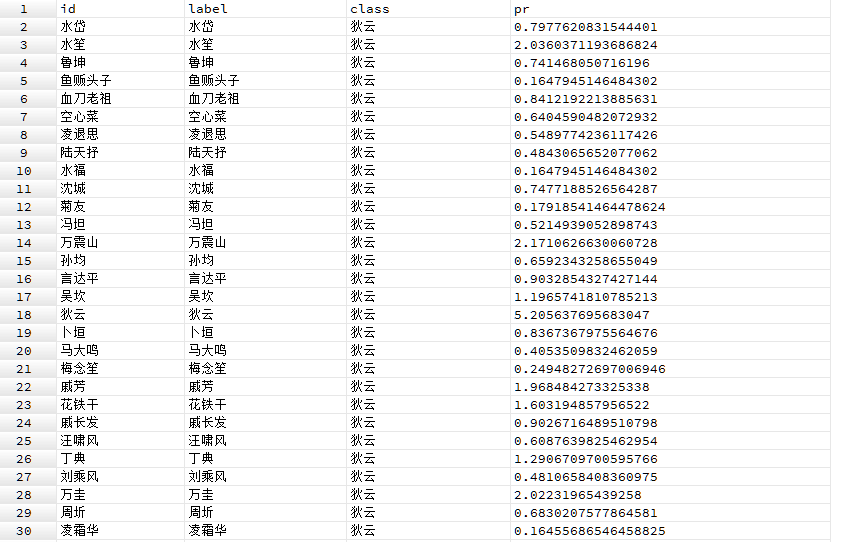 1 id label class pr
2 水岱 水岱 狄云 0.7977620831544401
3 水笙 水笙 狄云 2.0360371193686824
4 鲁坤 鲁坤 狄云 0.741468050716196
5 鱼贩头子 鱼贩头子 狄云 0.1647945146484302
6 血刀老祖 血刀老祖 狄云 0.8412192213885631
7 空心菜 空心菜 狄云 0.6404590482072932
8 凌退思 凌退思 狄云 0.5489774236117426
9 陆天抒 陆天抒 狄云 0.4843065652077062
10 水福 水福 狄云 0.1647945146484302
11 沈城 沈城 狄云 0.7477188526564287
12 菊友 菊友 狄云 0.17918541464478624
13 冯坦 冯坦 狄云 0.5214939052898743
14 万震山 万震山 狄云 2.1710626630060728
15 孙均 孙均 狄云 0.6592343258655049
16 言达平 言达平 狄云 0.9032854327427144
17 吴坎 吴坎 狄云 1.1965741810785213
18 狄云 狄云 狄云 5.205637695683047
19 卜垣 卜垣 狄云 0.8367367975564676
20 马大鸣 马大鸣 狄云 0.4053509832462059
21 梅念笙 梅念笙 狄云 0.24948272697006946
22 戚芳 戚芳 狄云 1.968484273325338
23 花铁干 花铁干 狄云 1.603194857956522
24 戚长发 戚长发 狄云 0.9026716489510798
25 汪啸风 汪啸风 狄云 0.6087639825462954
26 丁典 丁典 狄云 1.2906709700595766
27 刘乘风 刘乘风 狄云 0.4810658408360975
28 万圭 万圭 狄云 2.02231965439258
29 周圻 周圻 狄云 0.6830207577864581
30 凌霜华 凌霜华 狄云 0.16455686546458825